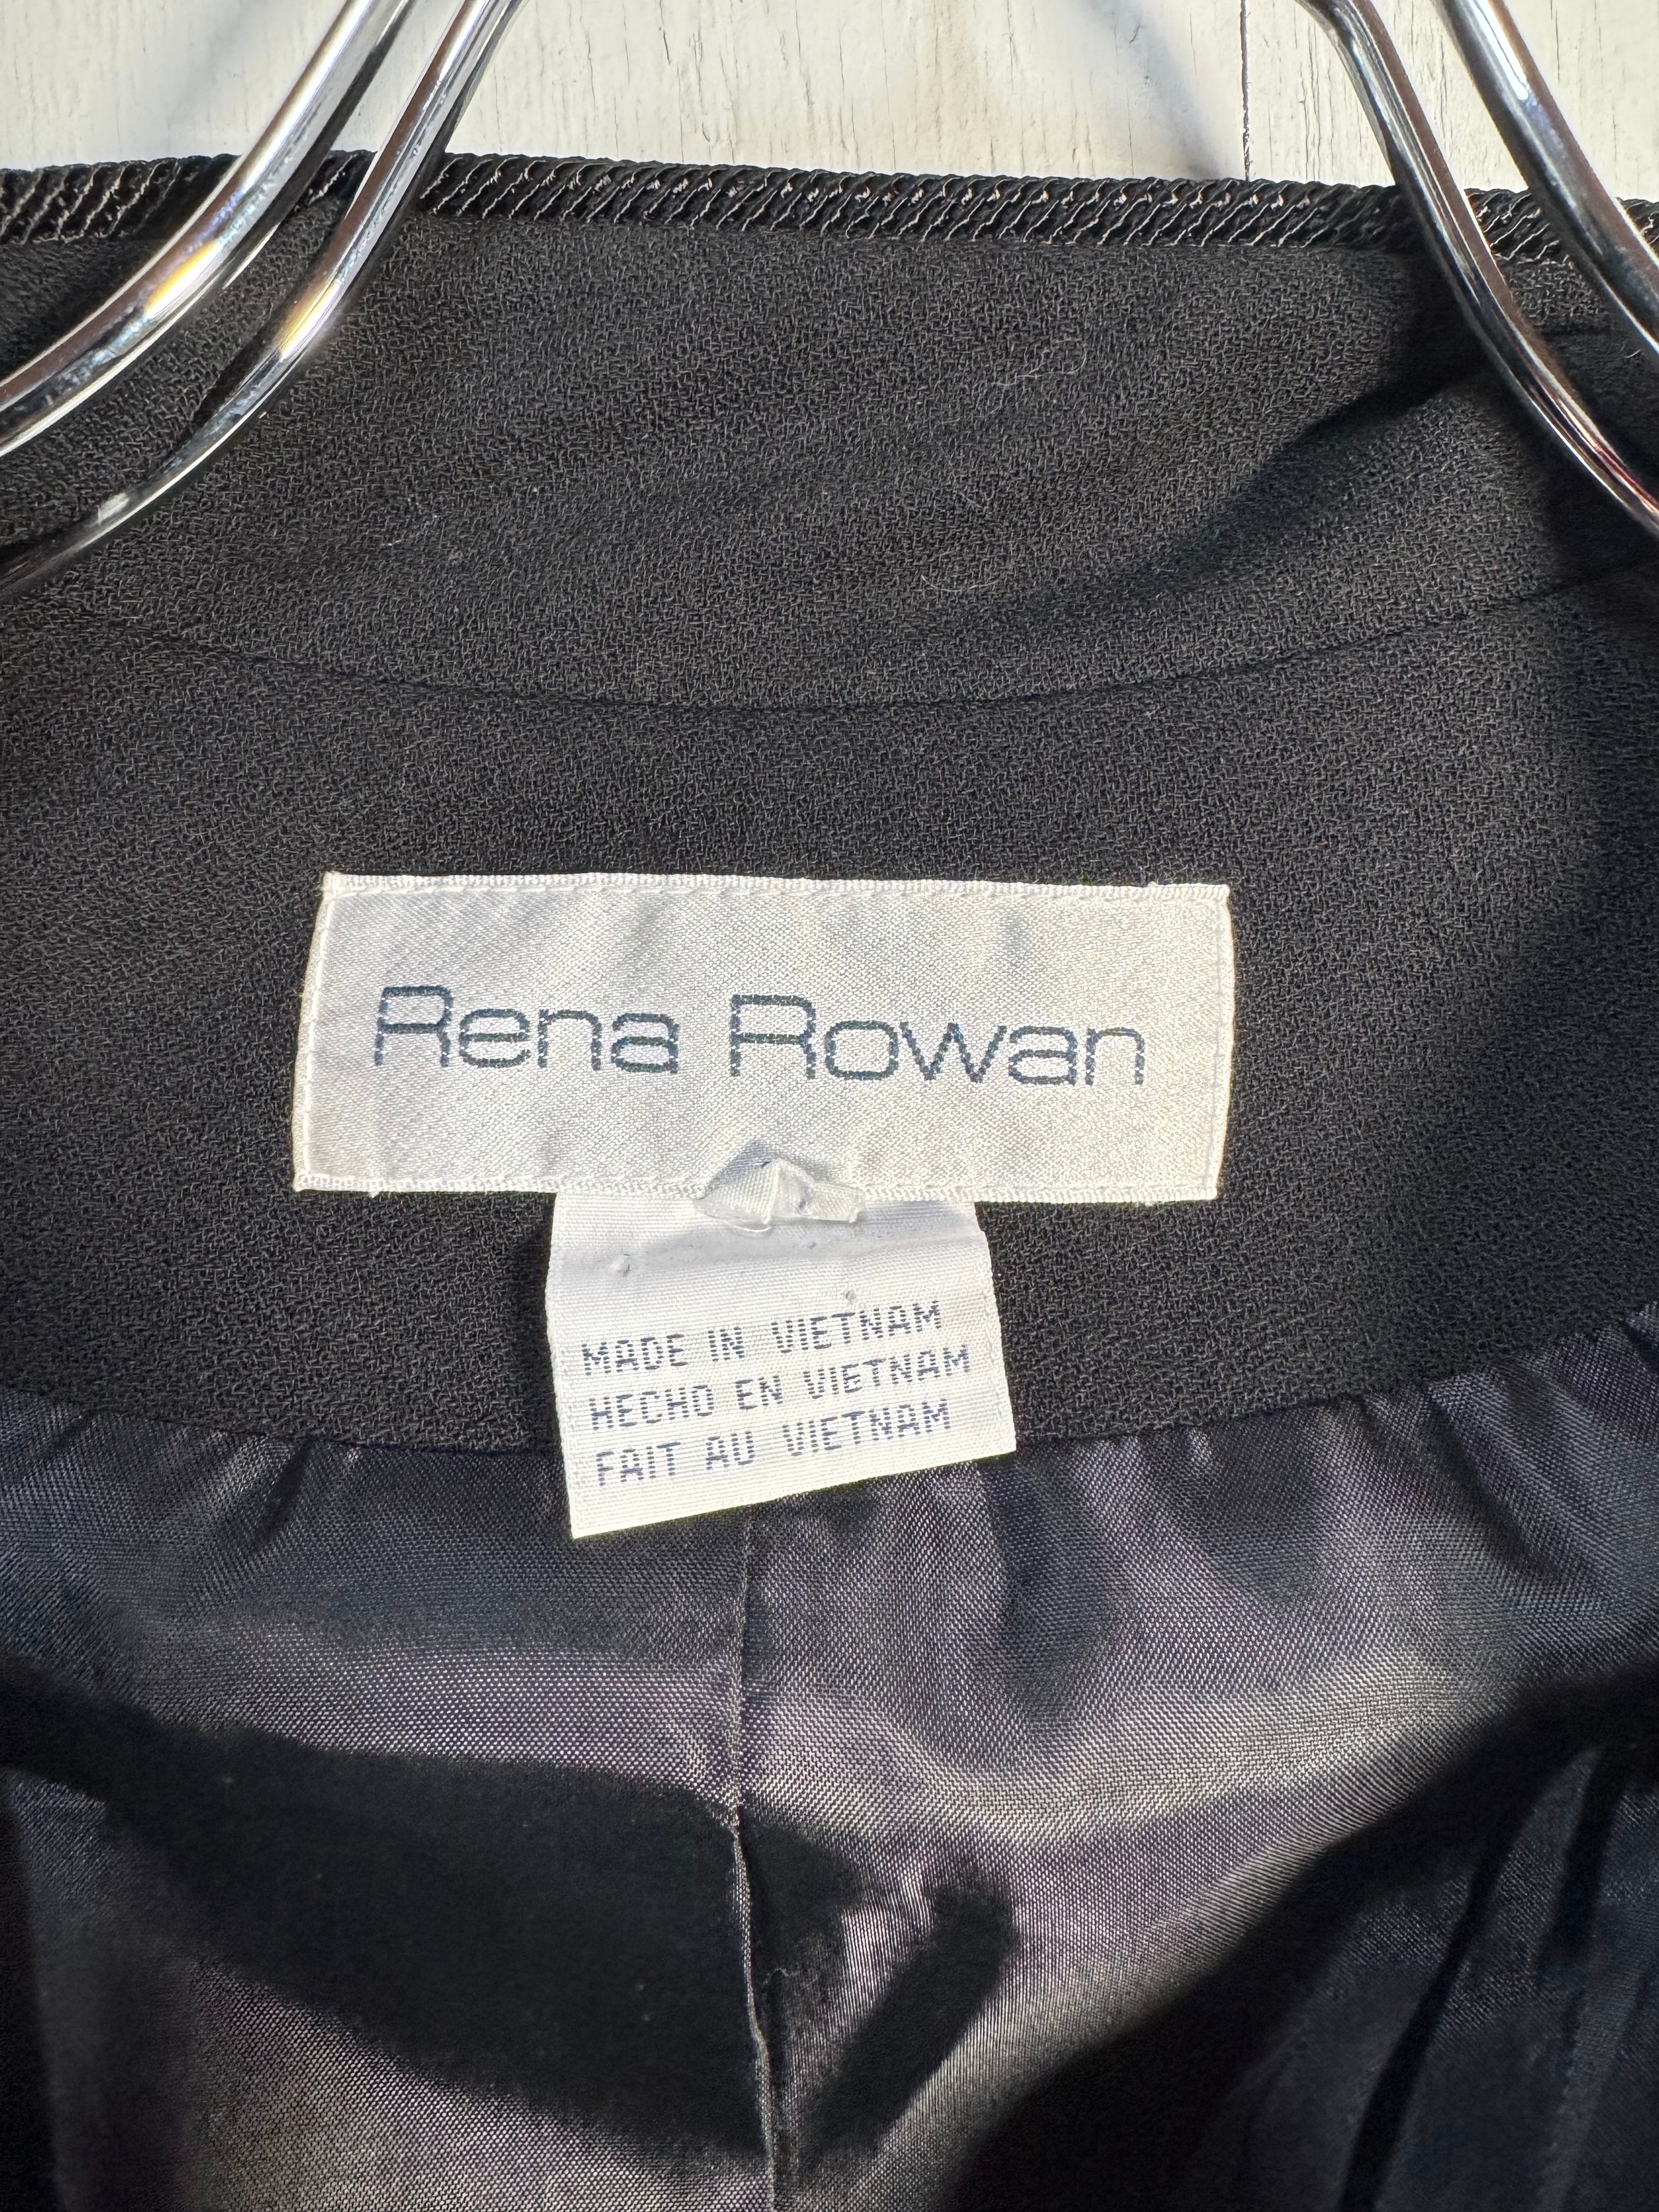 Rena Rowan
MADE IN VIETNAM
HECHO EN VIETNAM
FAIT AU VIETNAM